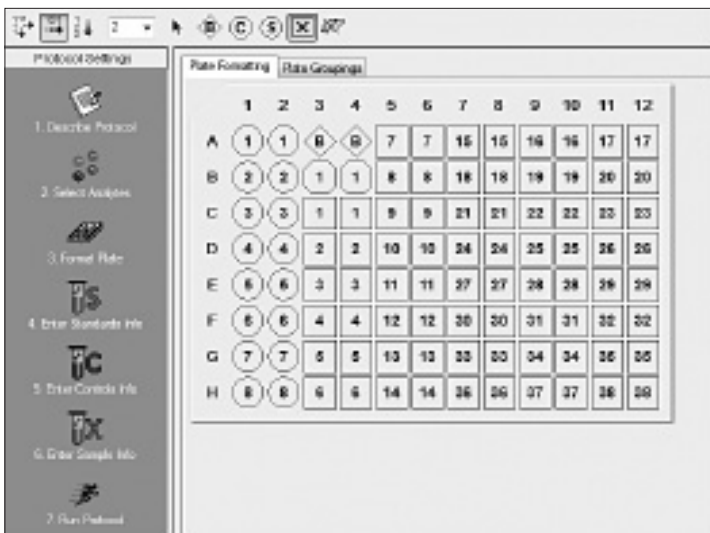 2
B C S X
Protocol Settings
Plate Formatting Plate Groupings
1. Describe Protocol
2. Select Analytes
3. Format Plate
4. Enter Standards Info
5. Enter Controls Info
6. Enter Sample Info
7. Run Protocol
1 2 3 4 5 6 7 8 9 10 11 12
A 1 1 B B 7 7 15 15 16 16 17 17
B 2 2 1 1 8 8 18 18 19 19 20 20
C 3 3 1 1 9 9 21 21 22 22 23 23
D 4 4 2 2 10 10 24 24 25 25 26 26
E 5 5 3 3 11 11 27 27 28 28 29 29
F 6 6 4 4 12 12 30 30 31 31 32 32
G 7 7 5 5 13 13 33 33 34 34 35 35
H 8 8 6 6 14 14 36 36 37 37 38 38